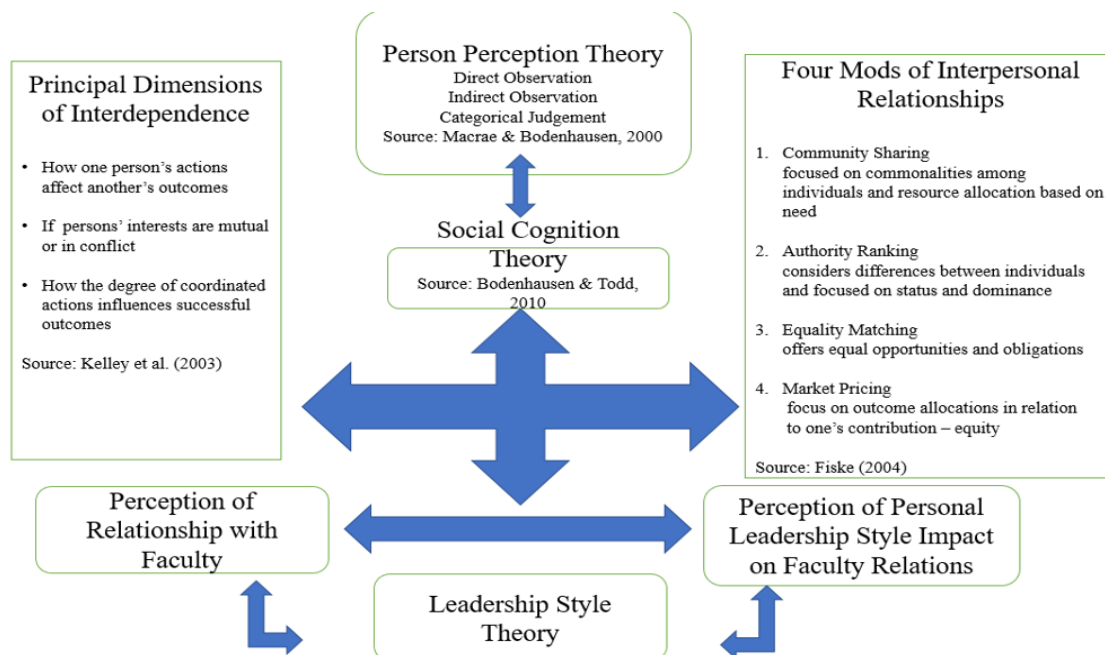 Person Perception Theory
Direct Observation
Indirect Observation
Categorical Judgement
Source: Macrae & Bodenhausen, 2000
Principal Dimensions
of Interdependence
• How one person's actions
affect another's outcomes
• If persons' interests are mutual
or in conflict
• How the degree of coordinated
actions influences successful
outcomes
Source: Kelley et al. (2003)
Four Mods of Interpersonal
Relationships
1. Community Sharing
focused on commonalities among
individuals and resource allocation based on
need
2. Authority Ranking
considers differences between individuals
and focused on status and dominance
3. Equality Matching
offers equal opportunities and obligations
4. Market Pricing
focus on outcome allocations in relation
to one's contribution – equity
Source: Fiske (2004)
Social Cognition
Theory
Source: Bodenhausen & Todd,
2010
Perception of
Relationship with
Faculty
Perception of Personal
Leadership Style Impact
on Faculty Relations
Leadership Style
Theory